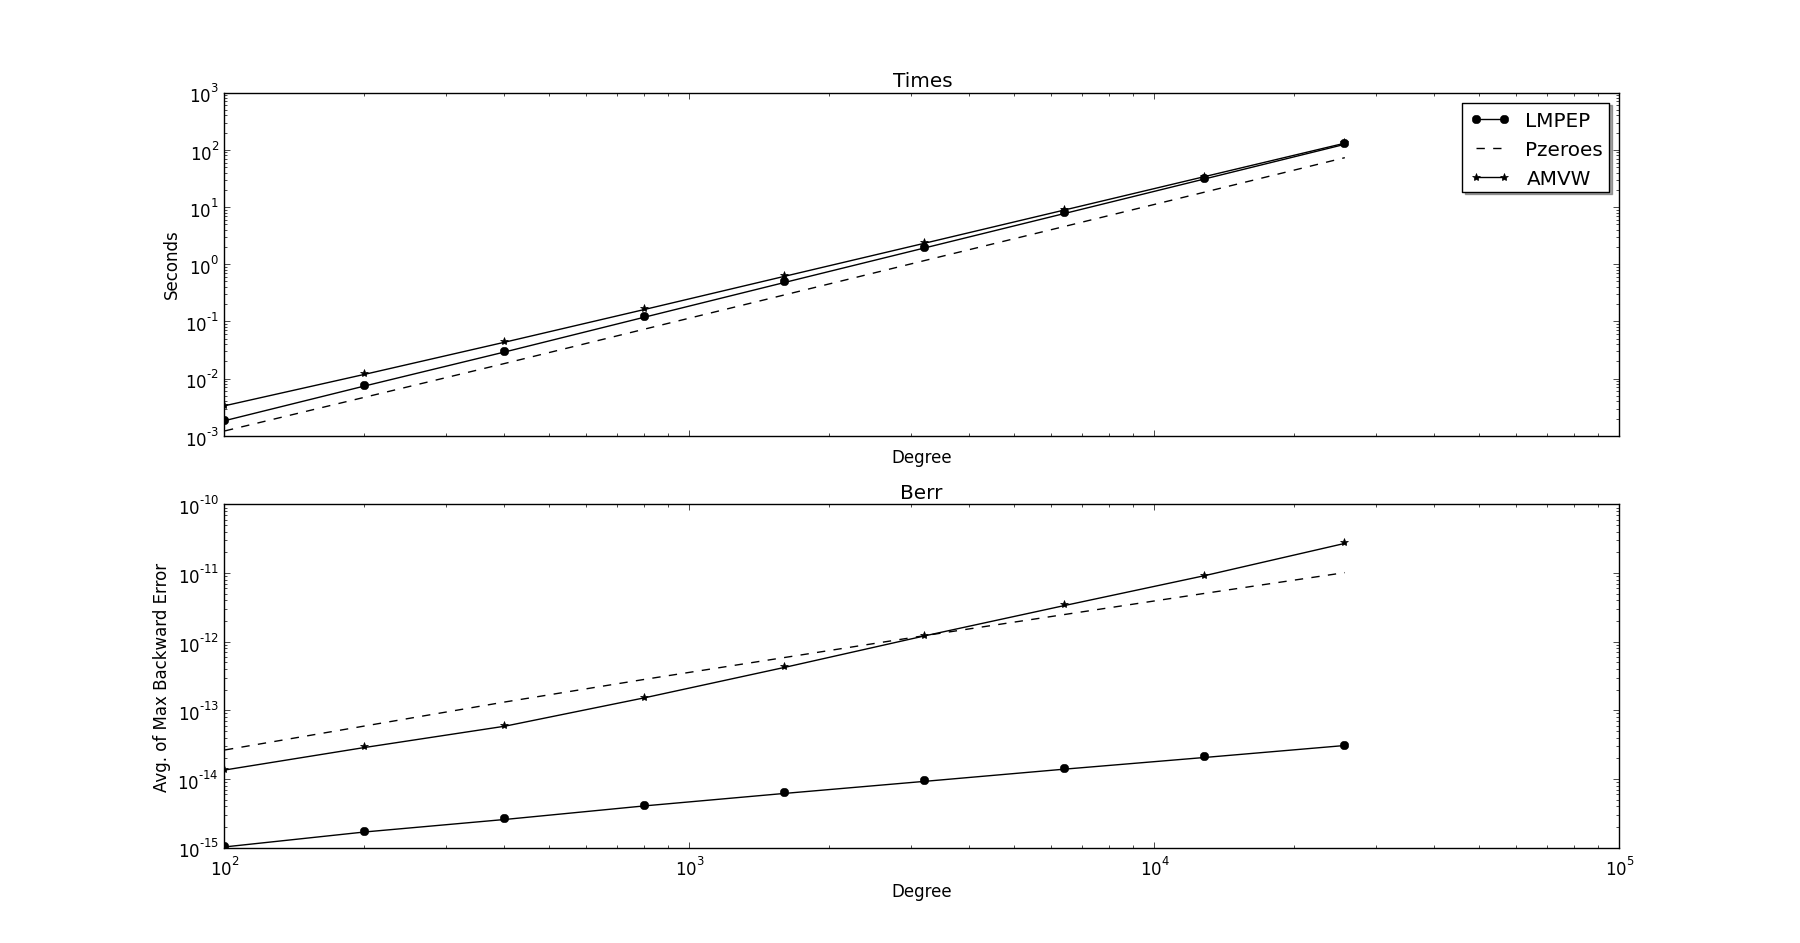 Times
10^3
10^2
10^1
10^0
10^-1
10^-2
10^-3
Seconds
LMPEP
Pzeroes
AMVW
Degree
Berr
10^-10
10^-11
10^-12
10^-13
10^-14
10^-15
Avg. of Max Backward Error
10^2 10^3 10^4 10^5
Degree